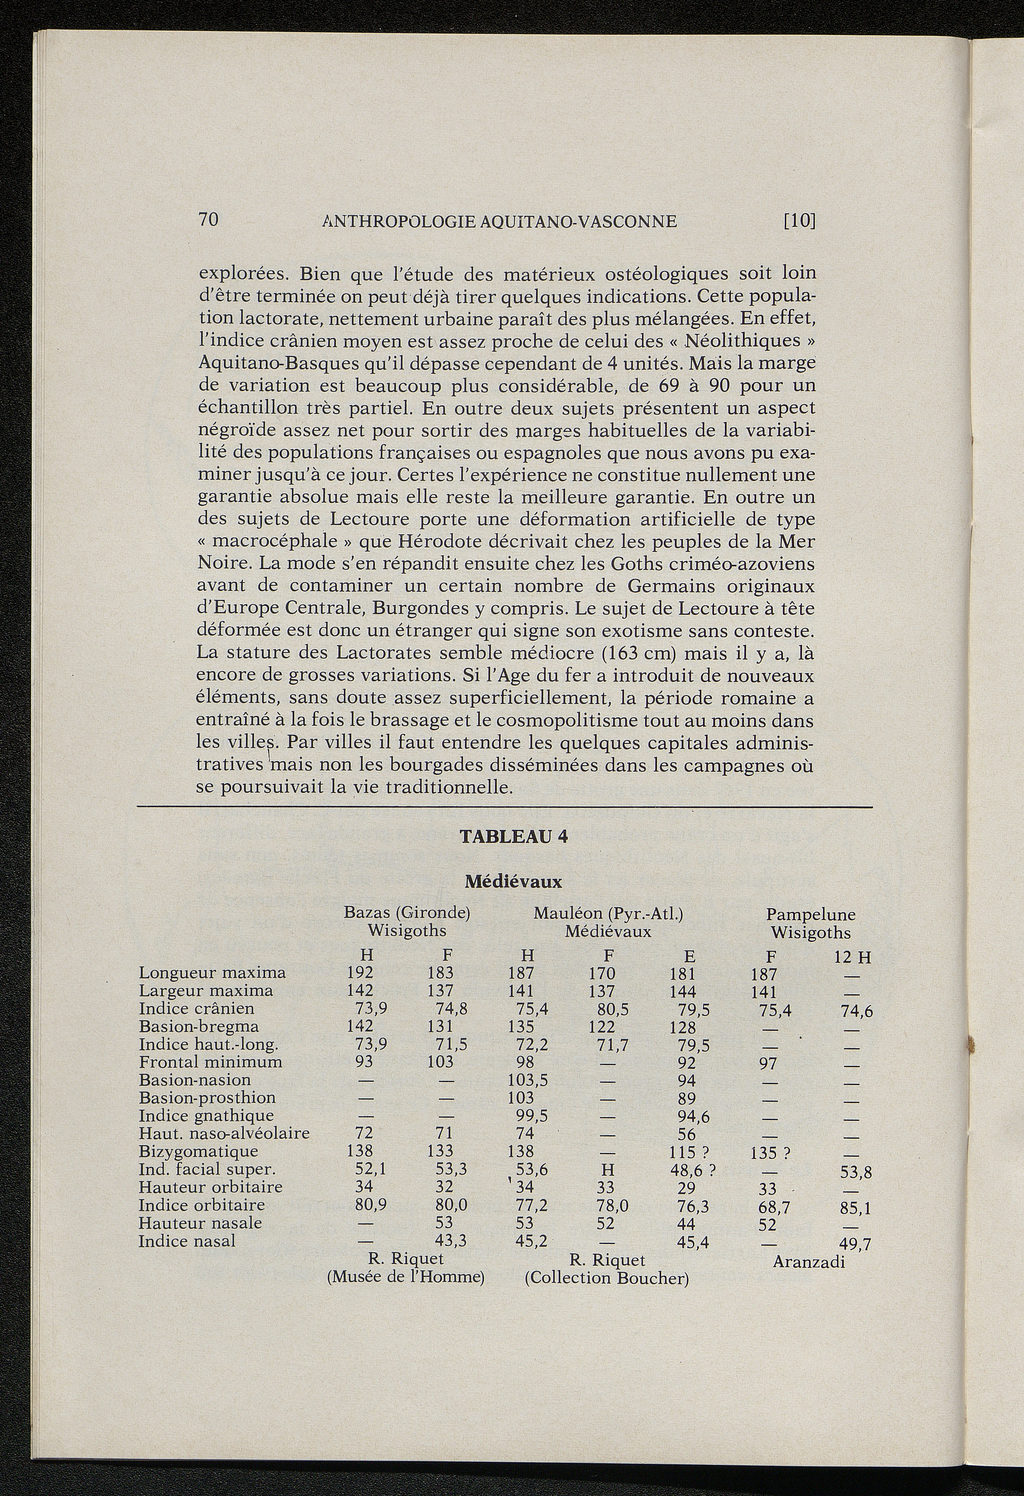 70 ANTHROPOLOGIE AQUITANO-VASCONNE [10]
explorées. Bien que l'étude des matérieux ostéologiques soit loin
d'être terminée on peut déjà tirer quelques indications. Cette popula-
tion lactorate, nettement urbaine paraît des plus mélangées. En effet,
l'indice crânien moyen est assez proche de celui des « Néolithiques »
Aquitano-Basques qu'il dépasse cependant de 4 unités. Mais la marge
de variation est beaucoup plus considérable, de 69 à 90 pour un
échantillon très partiel. En outre deux sujets présentent un aspect
négroïde assez net pour sortir des marges habituelles de la variabi-
lité des populations françaises ou espagnoles que nous avons pu exa-
miner jusqu'à ce jour. Certes l'expérience ne constitue nullement une
garantie absolue mais elle reste la meilleure garantie. En outre un
des sujets de Lectoure porte une déformation artificielle de type
« macrocéphale » que Hérodote décrivait chez les peuples de la Mer
Noire. La mode s'en répandit ensuite chez les Goths criméo-azoviens
avant de contaminer un certain nombre de Germains originaux
d'Europe Centrale, Burgondes y compris. Le sujet de Lectoure à tête
déformée est donc un étranger qui signe son exotisme sans conteste.
La stature des Lactorates semble médiocre (163 cm) mais il y a, là
encore de grosses variations. Si l'Age du fer a introduit de nouveaux
éléments, sans doute assez superficiellement, la période romaine a
entraîné à la fois le brassage et le cosmopolitisme tout au moins dans
les villes. Par villes il faut entendre les quelques capitales adminis-
tratives mais non les bourgades disséminées dans les campagnes où
se poursuivait la vie traditionnelle.
TABLEAU 4
Médiévaux
Bazas (Gironde) Mauléon (Pyr.-Atl.) Pampelune
Wisigoths Médiévaux Wisigoths
H F H F E F 12 H
Longueur maxima 192 183 187 170 181 187 —
Largeur maxima 142 137 141 137 144 141 —
Indice crânien 73,9 74,8 75,4 80,5 79,5 75,4 74,6
Basion-bregma 142 131 135 122 128 — —
Indice haut.-long. 73,9 71,5 72,2 71,7 79,5 — —
Frontal minimum 93 103 98 — 92 97 —
Basion-nasion — — 103,5 — 94 — —
Basion-prosthion — — 103 — 89 — —
Indice gnathique — — 99,5 — 94,6 — —
Haut. naso-alvéolaire 72 71 74 — 56 — —
Bizygomatique 138 133 138 — 115 ? 135 ? —
Ind. facial super. 52,1 53,3 53,6 H 48,6 ? — 53,8
Hauteur orbitaire 34 32 34 33 29 33 —
Indice orbitaire 80,9 80,0 77,2 78,0 76,3 68,7 85,1
Hauteur nasale — 53 53 52 44 52 —
Indice nasal — 43,3 45,2 — 45,4 — 49,7
R. Riquet R. Riquet Aranzadi
(Musée de l'Homme) (Collection Boucher)